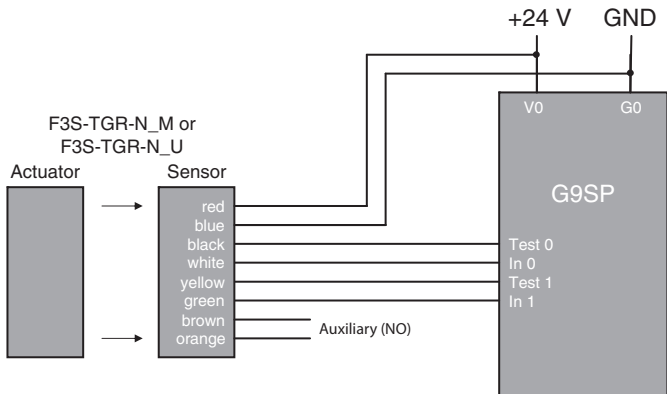 +24 V GND
V0 G0
F3S-TGR-N_M or
F3S-TGR-N_U
Actuator Sensor
G9SP
red
blue
black
white
yellow
green
brown
orange
Test 0
In 0
Test 1
In 1
Auxiliary (NO)